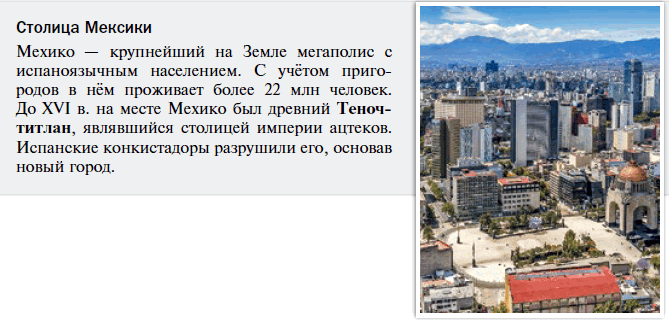 Столица Мексики
Мехико — крупнейший на Земле мегаполис с
испаноязычным населением. С учётом приго-
родов в нём проживает более 22 млн человек.
До XVI в. на месте Мехико был древний Теноч-
титлан, являвшийся столицей империи ацтеков.
Испанские конкистадоры разрушили его, основав
новый город.